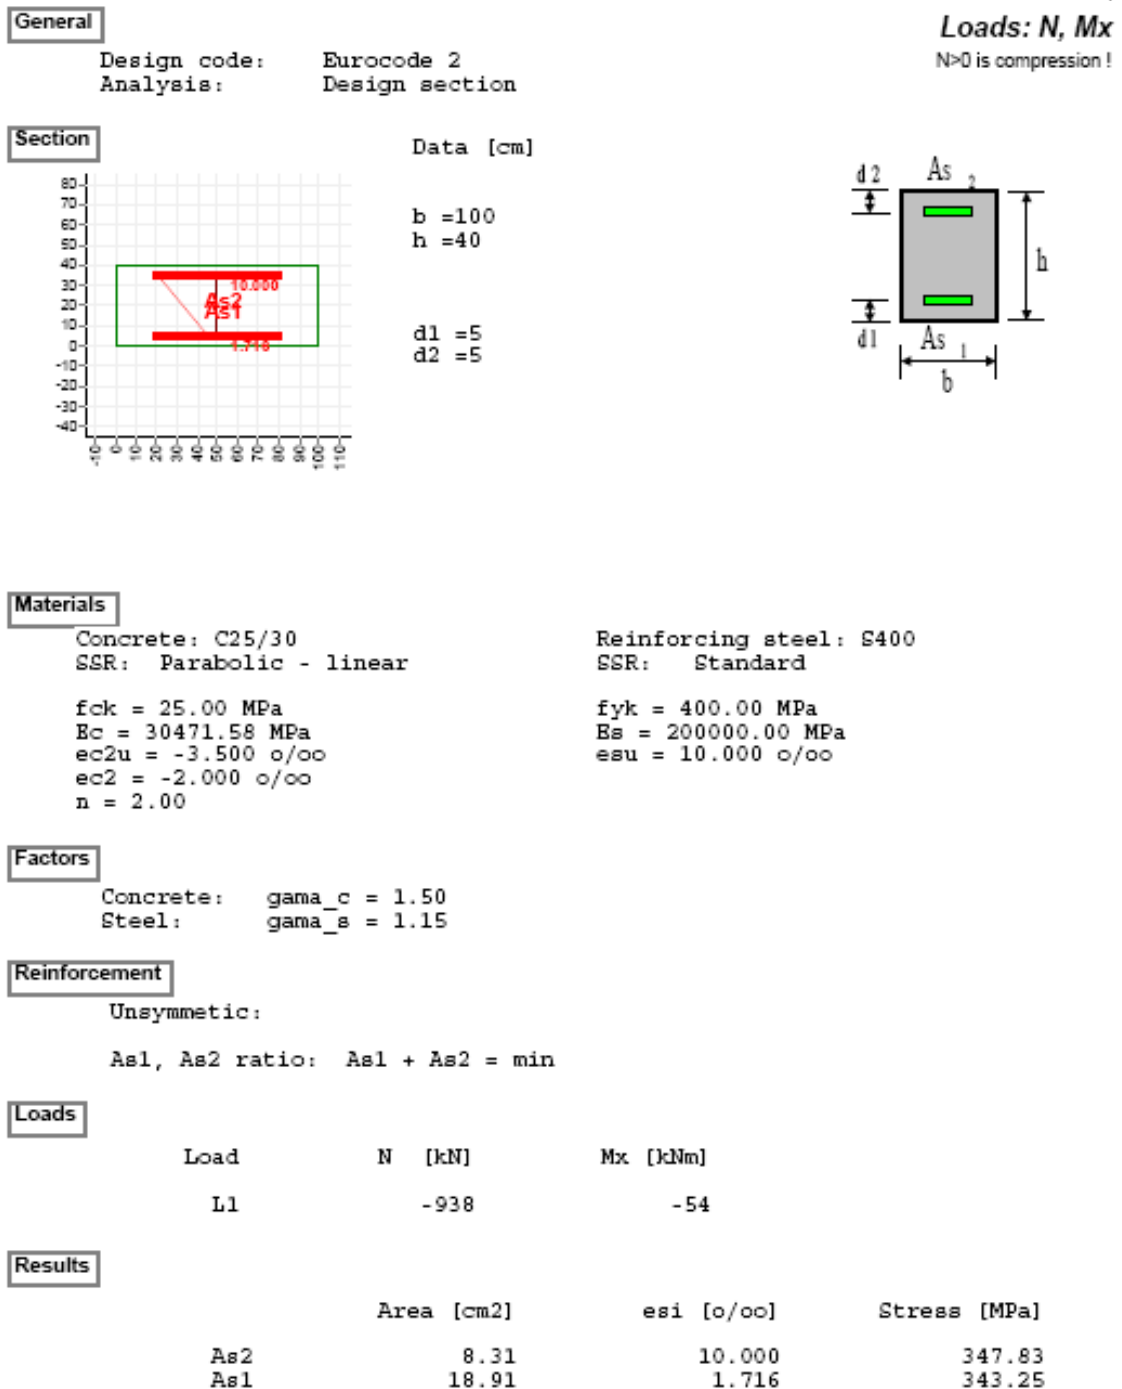 General
Loads: N, Mx
N>0 is compression !
Design code: Eurocode 2
Analysis: Design section
Section
Data [cm]
b =100
h =40
d1 =5
d2 =5
80
70
60
50
40
30
20
10
0
-10
-20
-30
-40
-10 0 10 20 30 40 50 60 70 80 90 100 110
10.000
As2
As1
1.716
d 2 As 2
h
d1 As 1
b
Materials
Concrete: C25/30 Reinforcing steel: S400
SSR: Parabolic - linear SSR: Standard
fck = 25.00 MPa fyk = 400.00 MPa
Ec = 30471.58 MPa Es = 200000.00 MPa
ec2u = -3.500 o/oo esu = 10.000 o/oo
ec2 = -2.000 o/oo
n = 2.00
Factors
Concrete: gama_c = 1.50
Steel: gama_s = 1.15
Reinforcement
Unsymmetic:
As1, As2 ratio: As1 + As2 = min
Loads
Load N [kN] Mx [kNm]
L1 -938 -54
Results
Area [cm2] esi [o/oo] Stress [MPa]
As2 8.31 10.000 347.83
As1 18.91 1.716 343.25